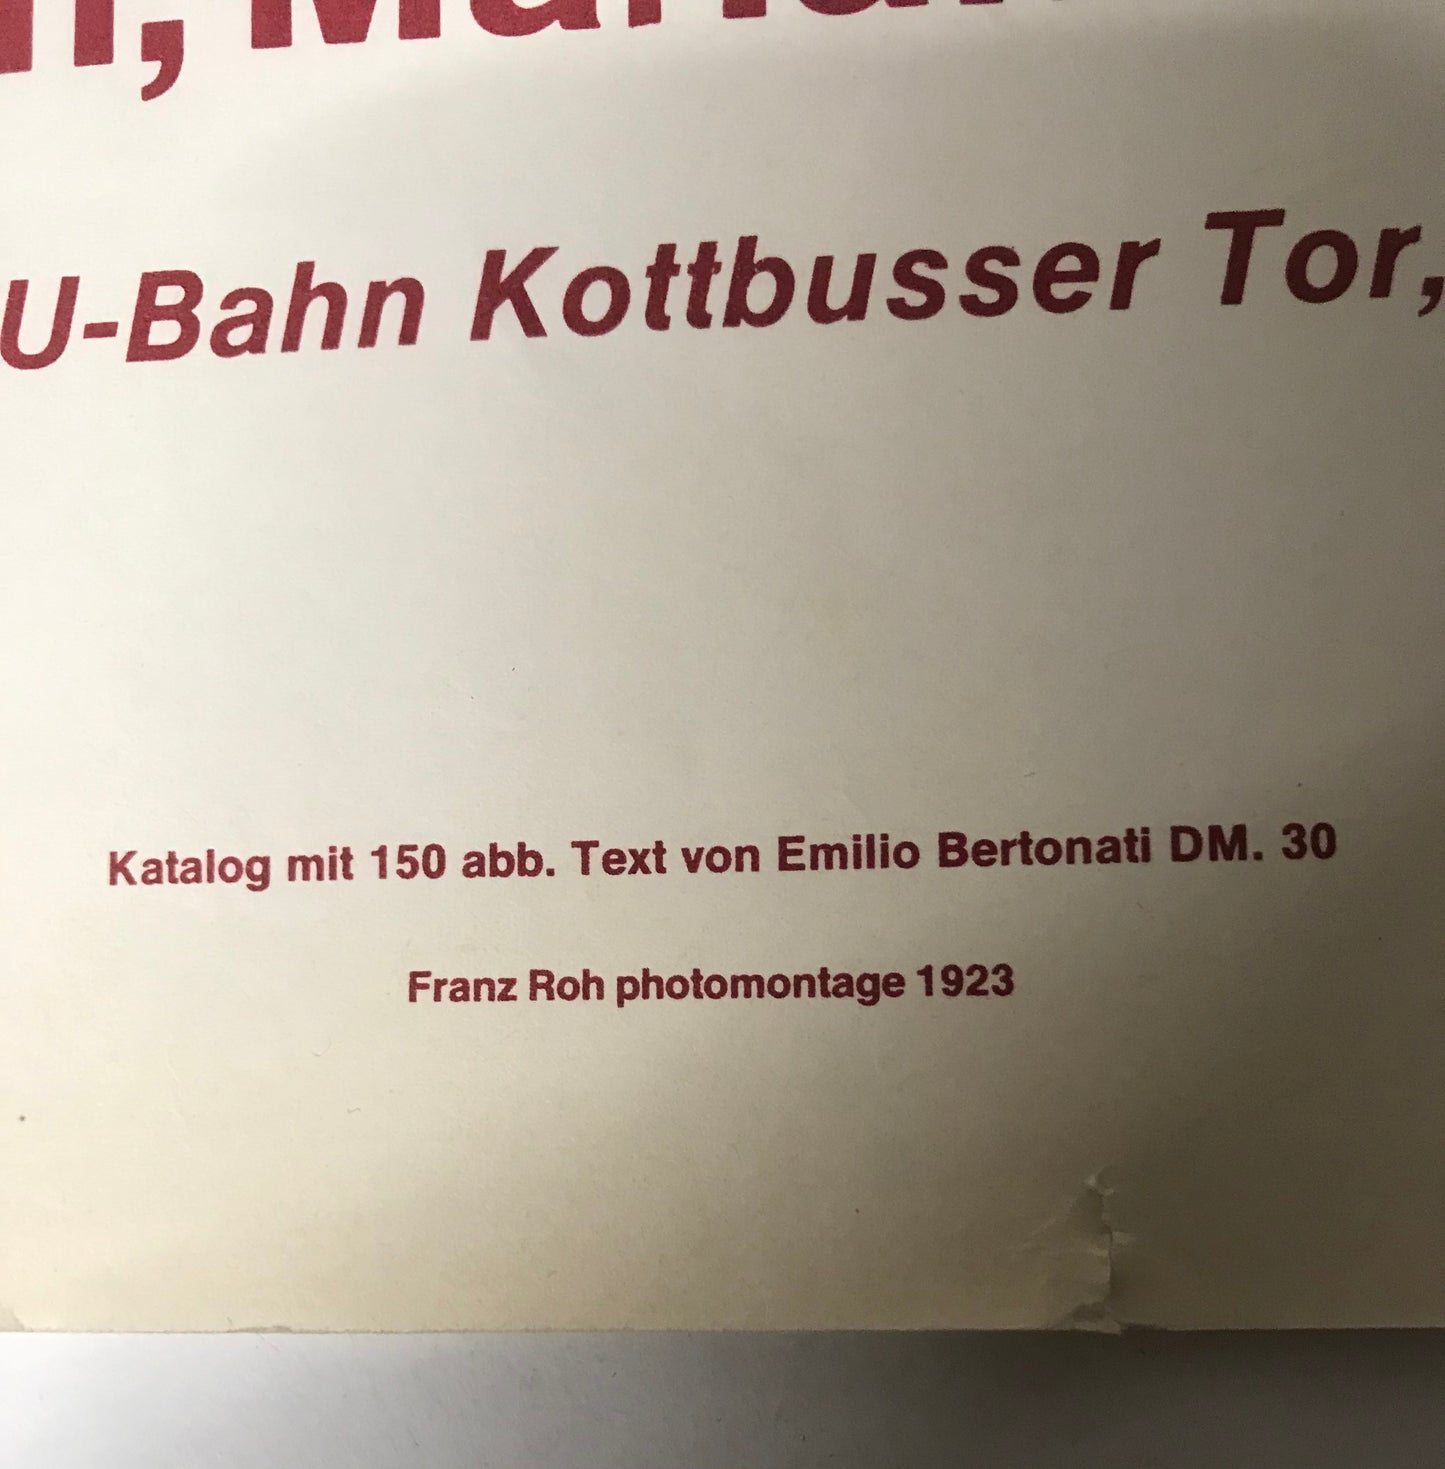 U-Bahn Kottbusser Tor,
Katalog mit 150 abb. Text von Emilio Bertonati DM. 30
Franz Roh photomontage 1923